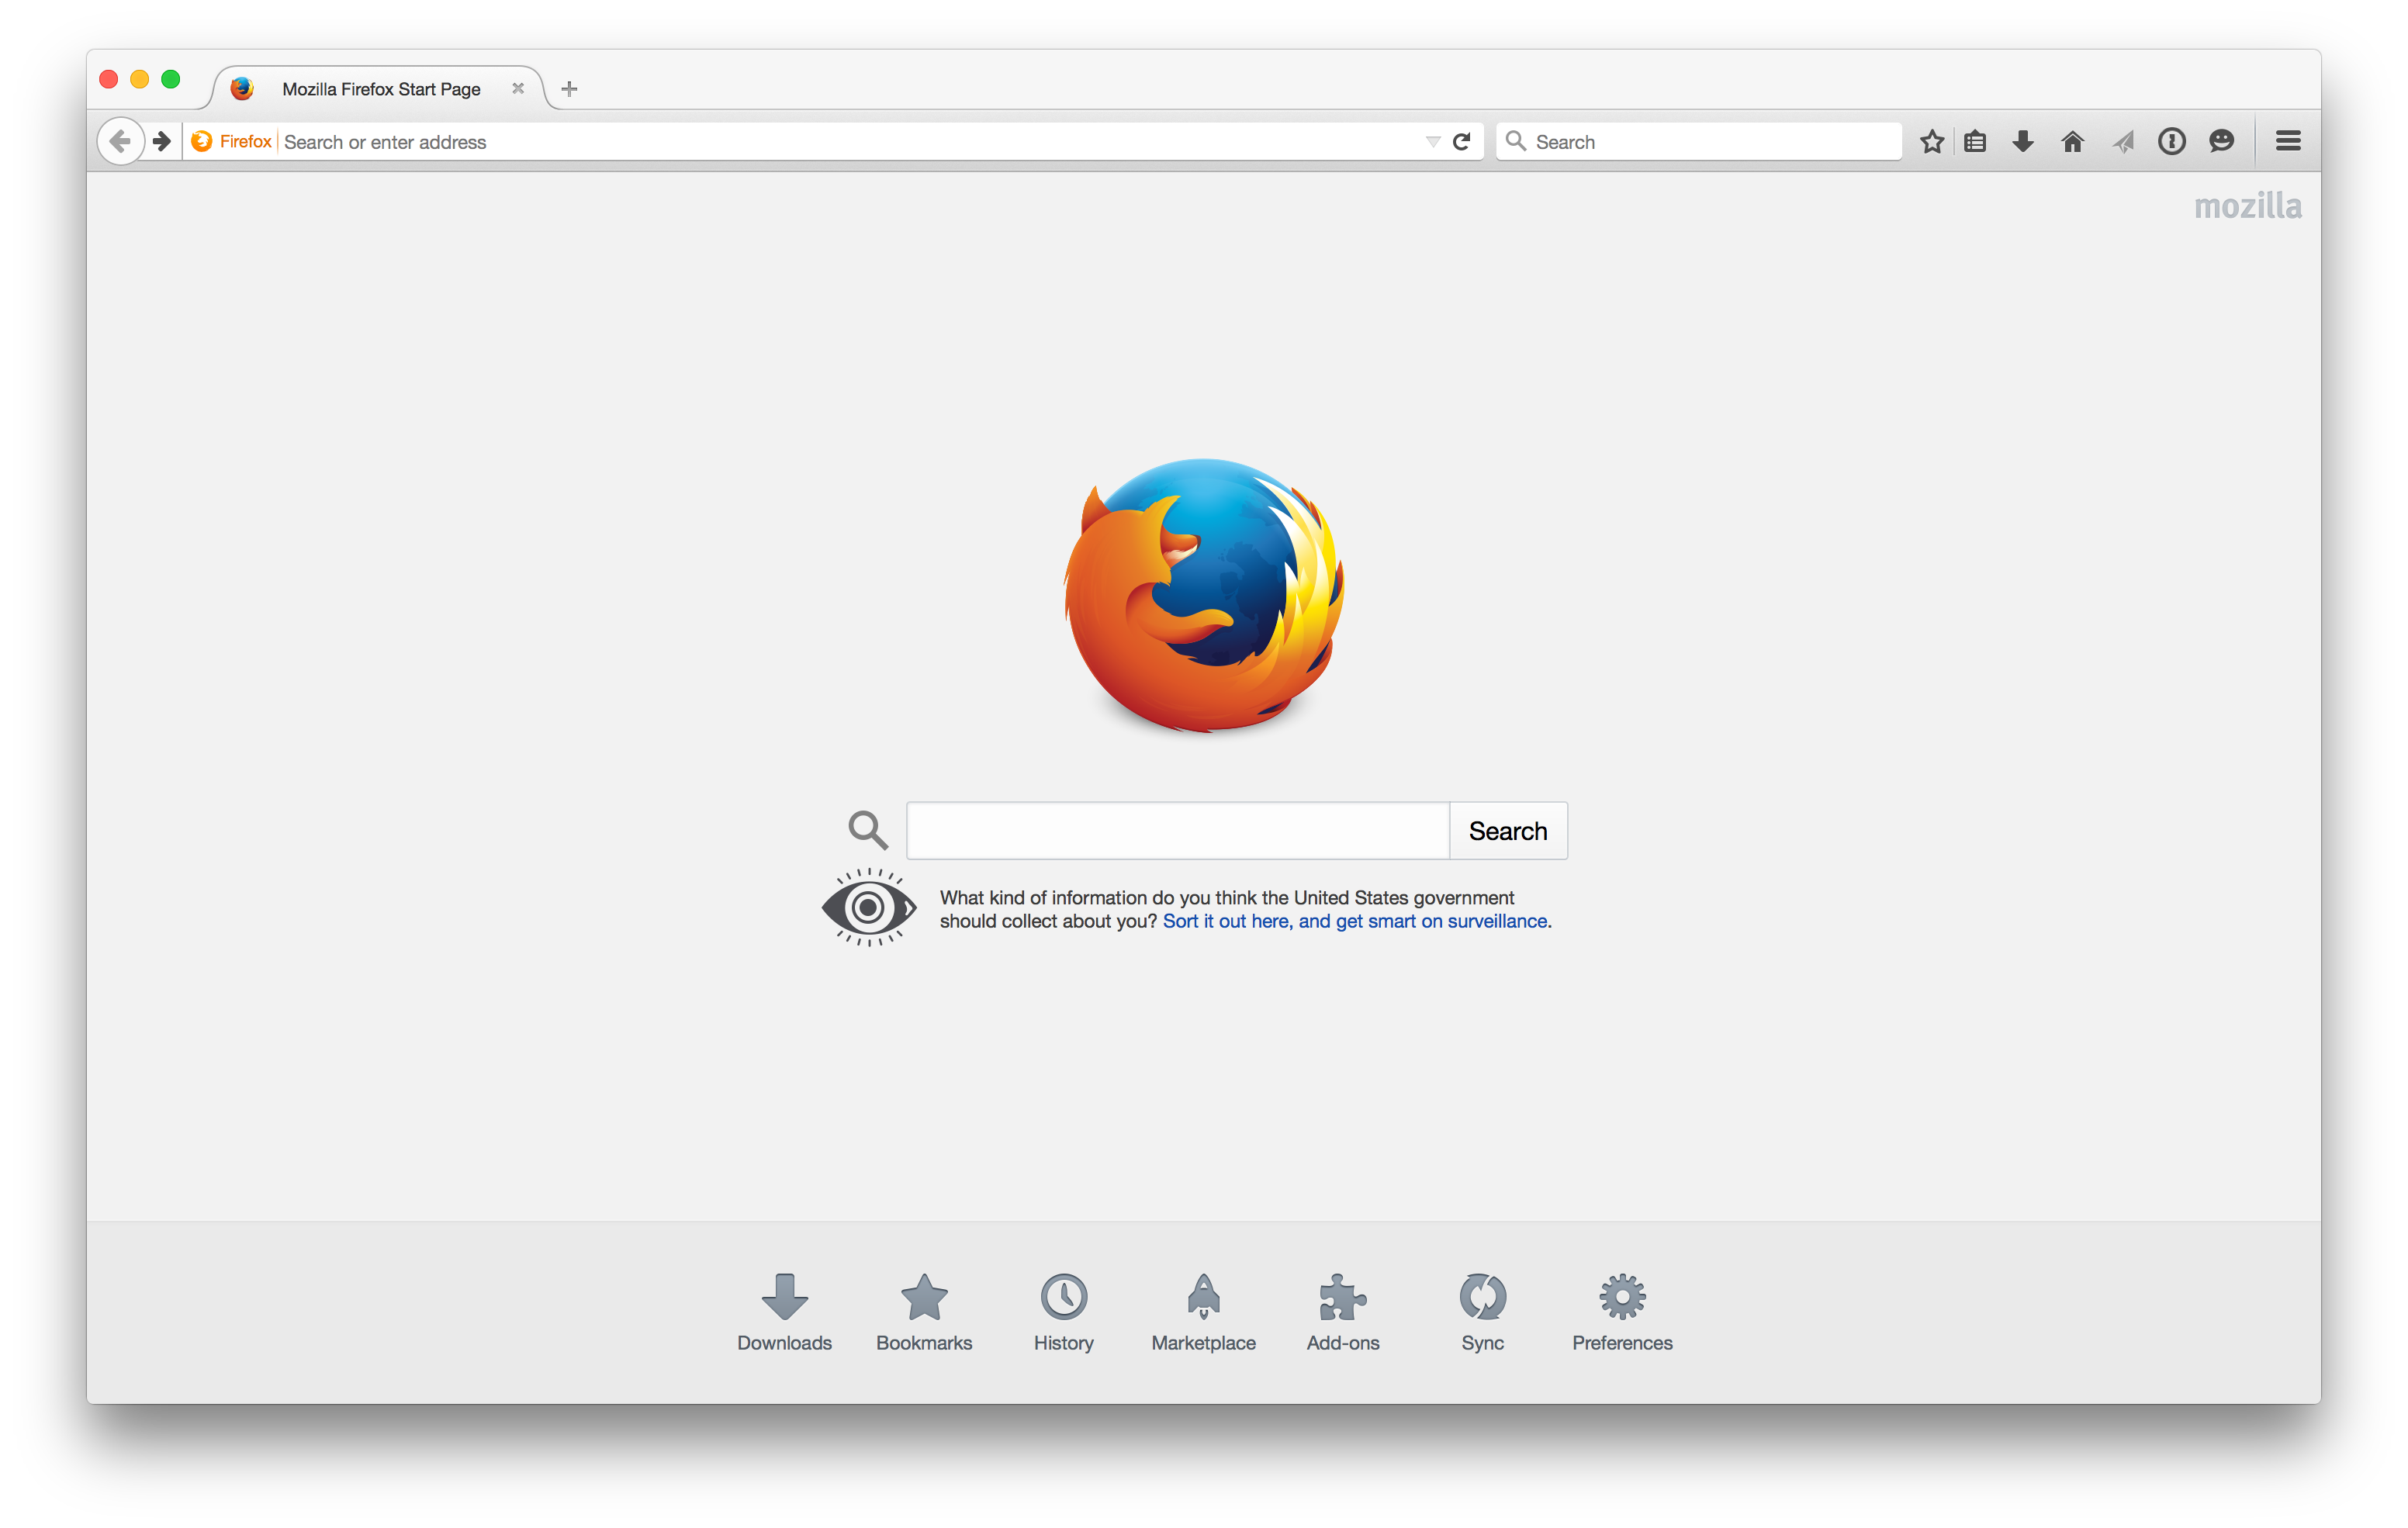 Mozilla Firefox Start Page
Firefox Search or enter address
Search
mozilla
Search
What kind of information do you think the United States government
should collect about you? Sort it out here, and get smart on surveillance.
Downloads Bookmarks History Marketplace Add-ons Sync Preferences